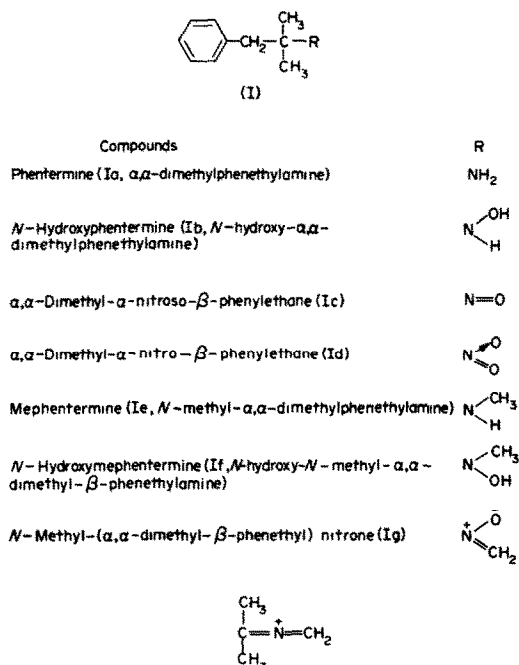 CH3
CH2—C—R
CH3
(I)
Compounds R
Phentermine (Ia, α,α-dimethylphenethylamine) NH2
N-Hydroxyphentermine (Ib, N-hydroxy-α,α- N OH
dimethylphenethylamine) H
α,α-Dimethyl-α-nitroso-β-phenylethane (Ic) N=O
α,α-Dimethyl-α-nitro-β-phenylethane (Id) N O
O
Mephentermine (Ie, N-methyl-α,α-dimethylphenethylamine) N CH3
H
N-Hydroxymephentermine (If, N-hydroxy-N-methyl-α,α- N CH3
dimethyl-β-phenethylamine) OH
N-Methyl-(α,α-dimethyl-β-phenethyl) nitrone (Ig) N+ O-
CH2
CH3
C=N+=CH2